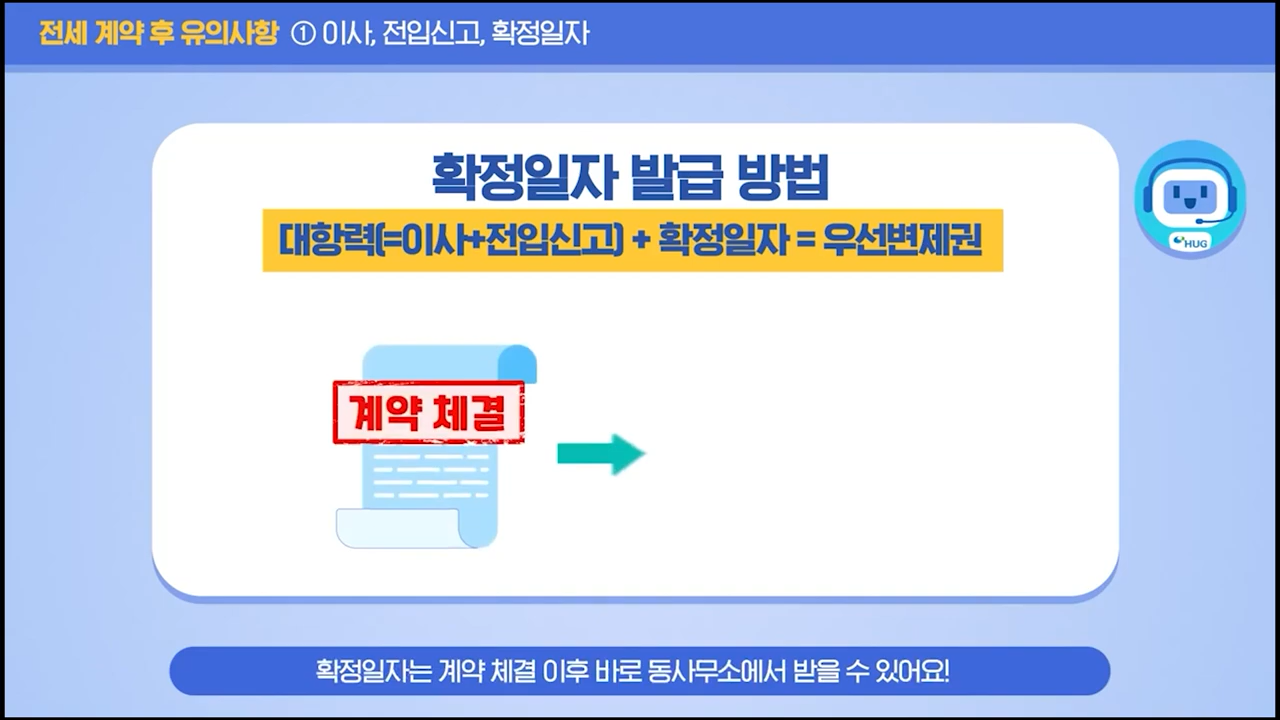 전세 계약 후 유의사항 ① 이사, 전입신고, 확정일자
확정일자 발급 방법
대항력(=이사+전입신고) + 확정일자 = 우선변제권
HUG
계약 체결
확정일자는 계약 체결 이후 바로 동사무소에서 받을 수 있어요!